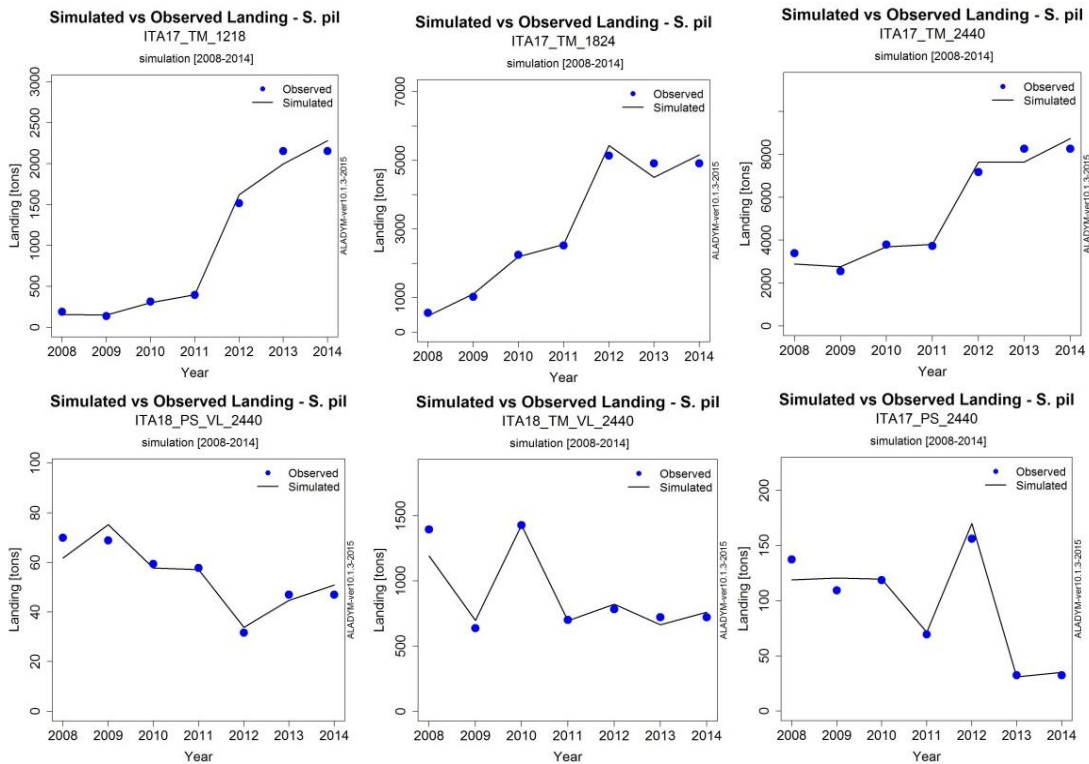 Simulated vs Observed Landing - S. pil
ITA17_TM_1218
simulation [2008-2014]
Observed
Simulated
Landing [tons]
3000
2500
2000
1500
1000
500
0
2008 2009 2010 2011 2012 2013 2014
Year
ALADYM-ver10.1.3-2015
Simulated vs Observed Landing - S. pil
ITA17_TM_1824
simulation [2008-2014]
Observed
Simulated
Landing [tons]
7000
5000
3000
1000
0
2008 2009 2010 2011 2012 2013 2014
Year
ALADYM-ver10.1.3-2015
Simulated vs Observed Landing - S. pil
ITA17_TM_2440
simulation [2008-2014]
Observed
Simulated
Landing [tons]
8000
6000
4000
2000
0
2008 2009 2010 2011 2012 2013 2014
Year
ALADYM-ver10.1.3-2015
Simulated vs Observed Landing - S. pil
ITA18_PS_VL_2440
simulation [2008-2014]
Observed
Simulated
Landing [tons]
100
80
60
40
20
0
2008 2009 2010 2011 2012 2013 2014
Year
ALADYM-ver10.1.3-2015
Simulated vs Observed Landing - S. pil
ITA18_TM_VL_2440
simulation [2008-2014]
Observed
Simulated
Landing [tons]
1500
1000
500
0
2008 2009 2010 2011 2012 2013 2014
Year
ALADYM-ver10.1.3-2015
Simulated vs Observed Landing - S. pil
ITA17_PS_2440
simulation [2008-2014]
Observed
Simulated
Landing [tons]
200
150
100
50
0
2008 2009 2010 2011 2012 2013 2014
Year
ALADYM-ver10.1.3-2015